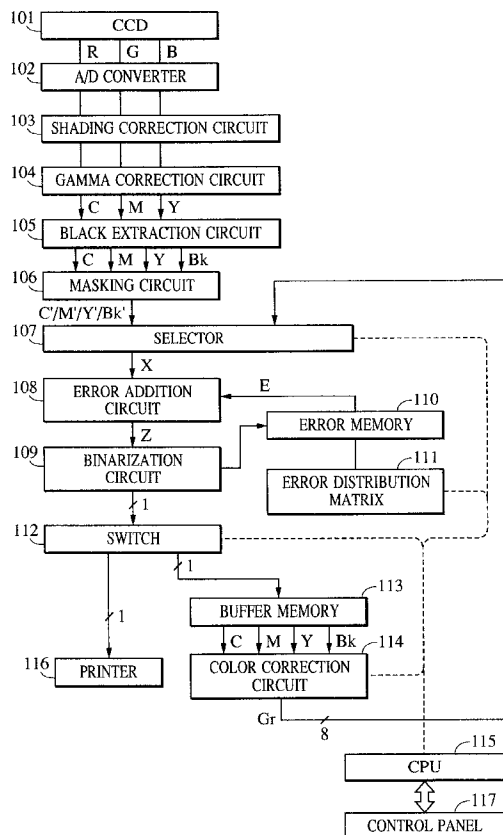 101
CCD
R G B
102
A/D CONVERTER
103
SHADING CORRECTION CIRCUIT
104
GAMMA CORRECTION CIRCUIT
C M Y
105
BLACK EXTRACTION CIRCUIT
C M Y Bk
106
MASKING CIRCUIT
C'/M'/Y'/Bk'
107
SELECTOR
X
E
108
ERROR ADDITION
CIRCUIT
110
ERROR MEMORY
Z
109
BINARIZATION
CIRCUIT
111
ERROR DISTRIBUTION
MATRIX
1
112
SWITCH
1
113
BUFFER MEMORY
1
C M Y Bk
114
116
PRINTER
COLOR CORRECTION
CIRCUIT
Gr
8
115
CPU
117
CONTROL PANEL